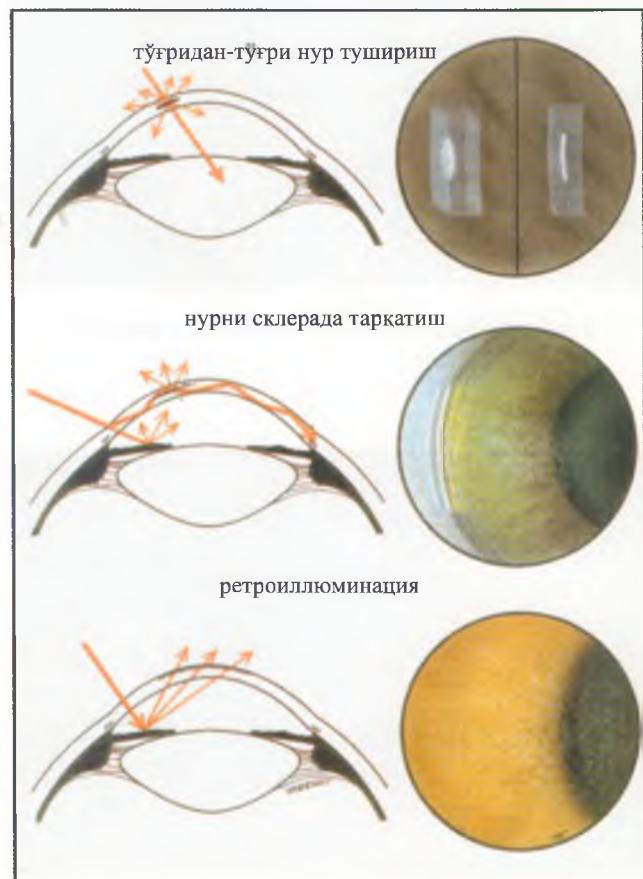 тўғридан-тўғри нур тушириш
нурни склерада тарқатиш
ретроиллюминация